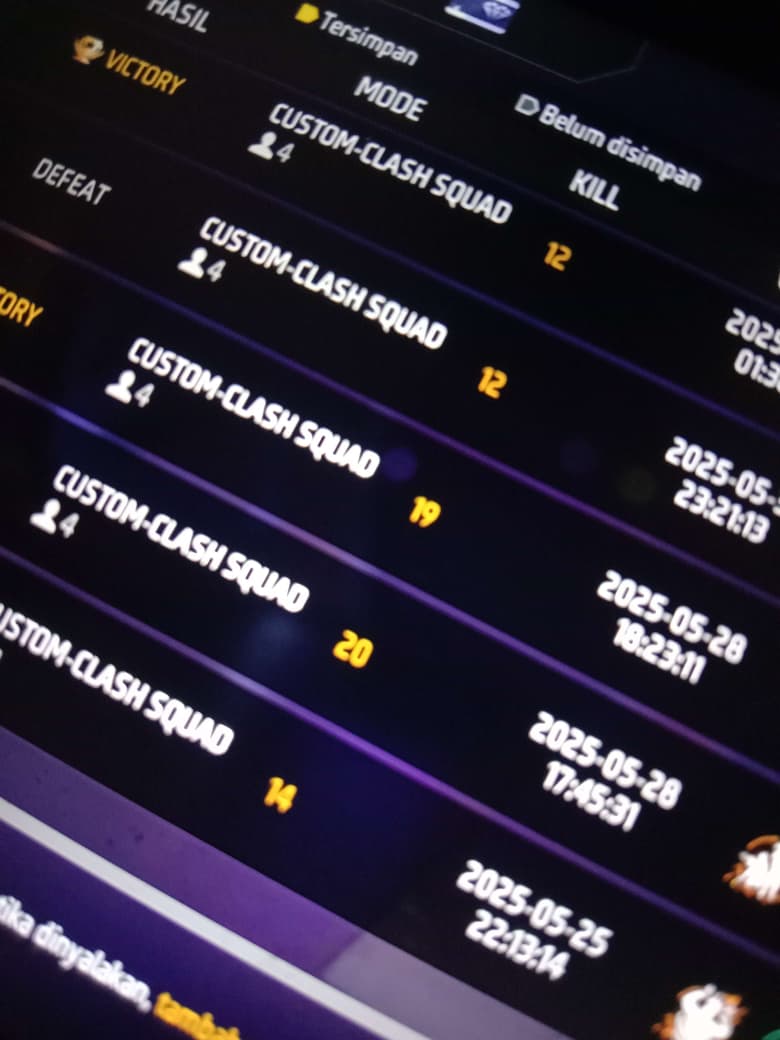 HASIL
Tersimpan
Belum disimpan
MODE
KILL
VICTORY
CUSTOM-CLASH SQUAD
4
12
DEFEAT
CUSTOM-CLASH SQUAD
4
12
2025-05-
23:21:13
CUSTOM-CLASH SQUAD
4
19
2025-05-28
18:23:11
CUSTOM-CLASH SQUAD
4
20
2025-05-28
17:45:31
USTOM-CLASH SQUAD
14
2025-05-25
22:13:14
dinyalakan, tambah